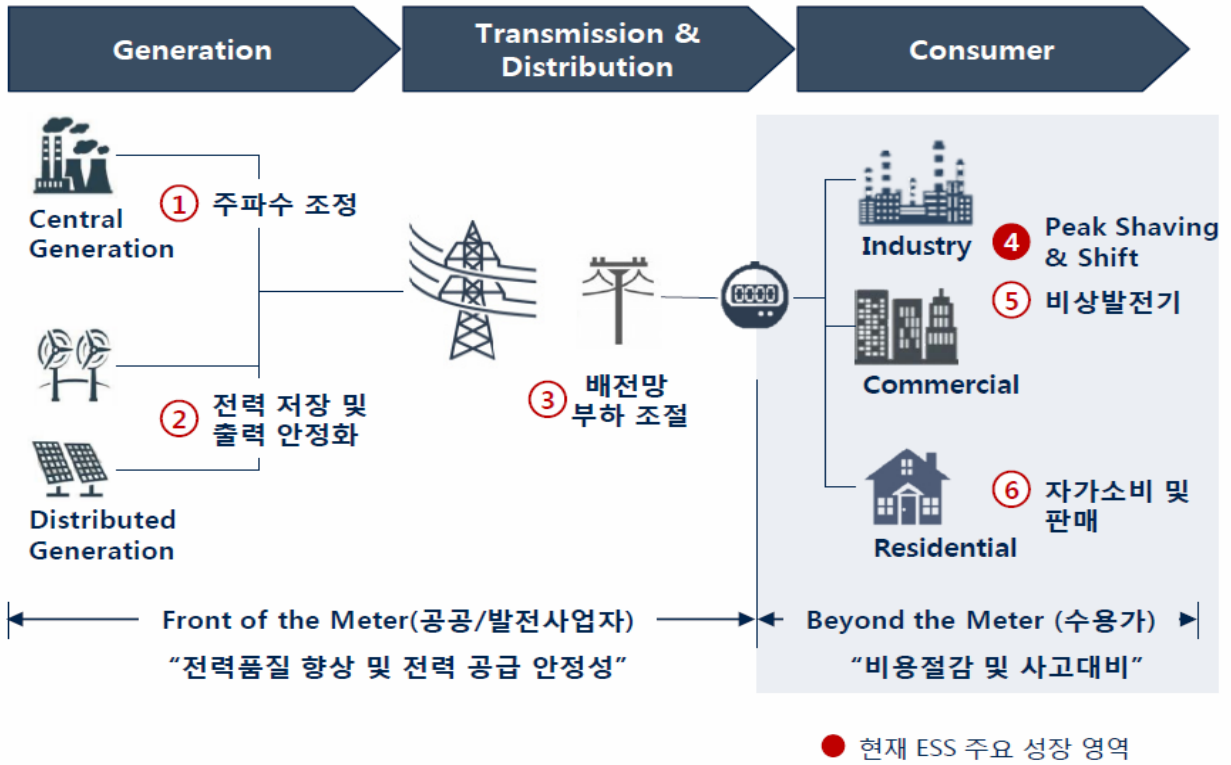 Generation
Transmission &
Distribution
Consumer
Central
Generation
① 주파수 조정
② 전력 저장 및
출력 안정화
Distributed
Generation
③ 배전망
부하 조절
0000
Industry
④ Peak Shaving
& Shift
⑤ 비상발전기
Commercial
⑥ 자가소비 및
판매
Residential
Front of the Meter(공공/발전사업자)
“전력품질 향상 및 전력 공급 안정성”
Beyond the Meter (수용가)
“비용절감 및 사고대비”
현재 ESS 주요 성장 영역